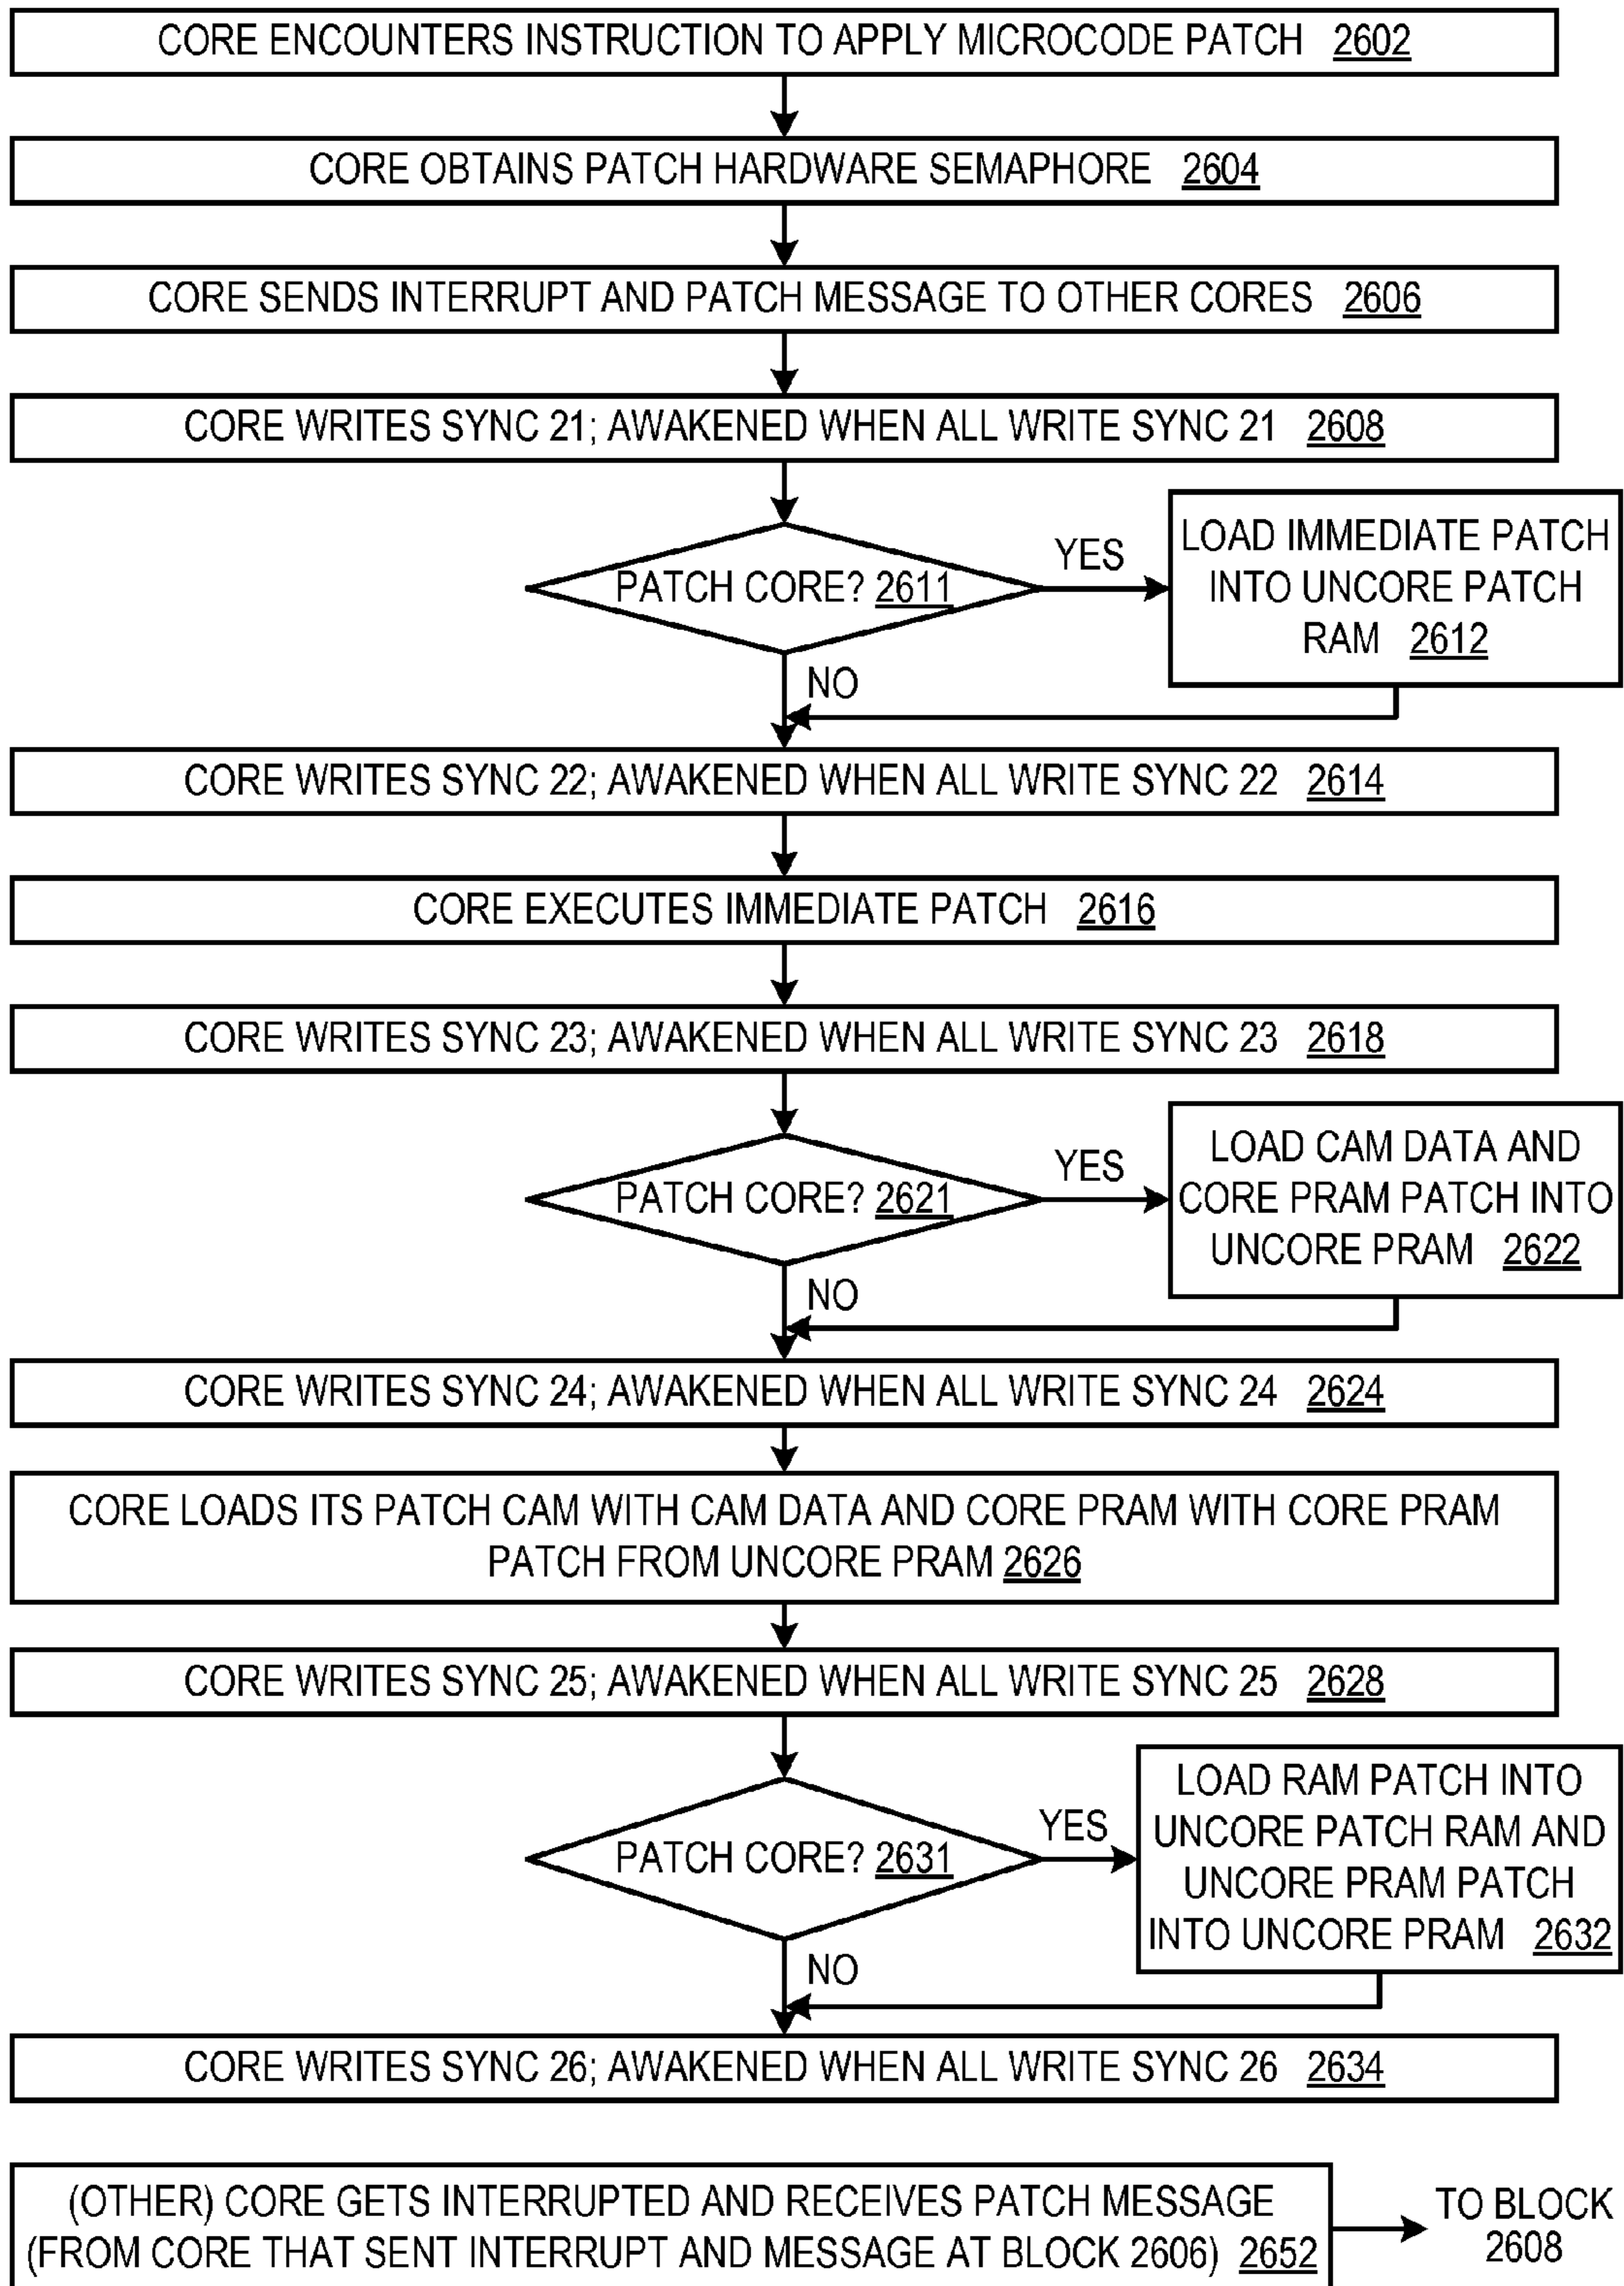 CORE ENCOUNTERS INSTRUCTION TO APPLY MICROCODE PATCH 2602
CORE OBTAINS PATCH HARDWARE SEMAPHORE 2604
CORE SENDS INTERRUPT AND PATCH MESSAGE TO OTHER CORES 2606
CORE WRITES SYNC 21; AWAKENED WHEN ALL WRITE SYNC 21 2608
PATCH CORE? 2611
YES
LOAD IMMEDIATE PATCH
INTO UNCORE PATCH
RAM 2612
NO
CORE WRITES SYNC 22; AWAKENED WHEN ALL WRITE SYNC 22 2614
CORE EXECUTES IMMEDIATE PATCH 2616
CORE WRITES SYNC 23; AWAKENED WHEN ALL WRITE SYNC 23 2618
PATCH CORE? 2621
YES
LOAD CAM DATA AND
CORE PRAM PATCH INTO
UNCORE PRAM 2622
NO
CORE WRITES SYNC 24; AWAKENED WHEN ALL WRITE SYNC 24 2624
CORE LOADS ITS PATCH CAM WITH CAM DATA AND CORE PRAM WITH CORE PRAM
PATCH FROM UNCORE PRAM 2626
CORE WRITES SYNC 25; AWAKENED WHEN ALL WRITE SYNC 25 2628
PATCH CORE? 2631
YES
LOAD RAM PATCH INTO
UNCORE PATCH RAM AND
UNCORE PRAM PATCH
INTO UNCORE PRAM 2632
NO
CORE WRITES SYNC 26; AWAKENED WHEN ALL WRITE SYNC 26 2634
(OTHER) CORE GETS INTERRUPTED AND RECEIVES PATCH MESSAGE
(FROM CORE THAT SENT INTERRUPT AND MESSAGE AT BLOCK 2606) 2652
TO BLOCK
2608